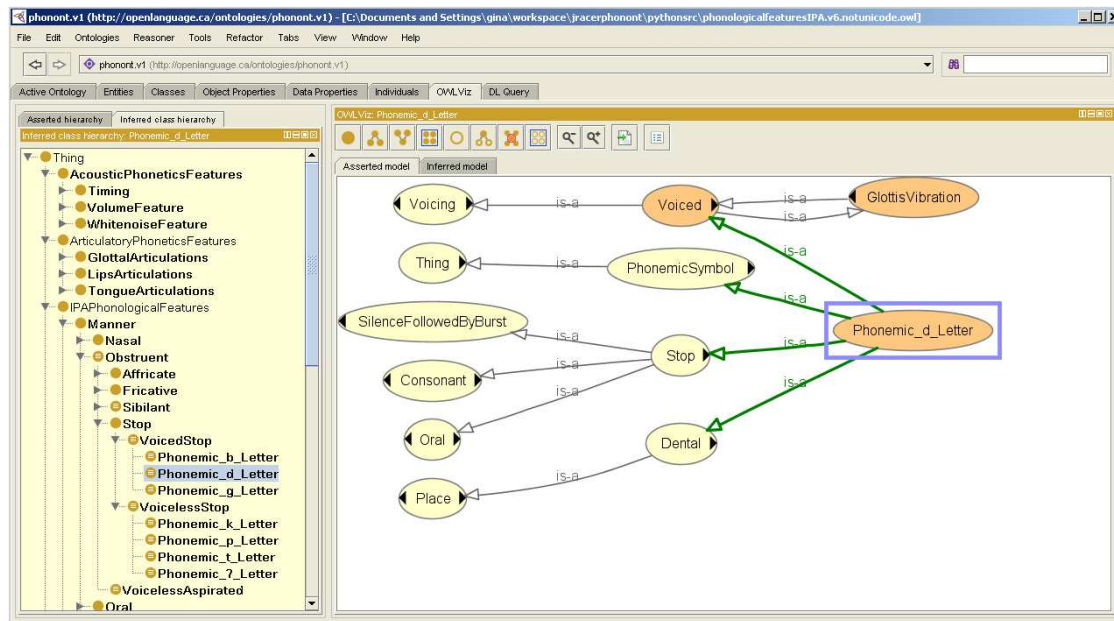 phonont.v1 (http://openlanguage.ca/ontologies/phonont.v1) - [C:\Documents and Settings\gina\workspace\jracerphonont\pythonsrc\phonologicalfeaturesIPA.v6.notunicode.owl]
File Edit Ontologies Reasoner Tools Refactor Tabs View Window Help
phonont.v1 (http://openlanguage.ca/ontologies/phonont.v1)
Active Ontology Entities Classes Object Properties Data Properties Individuals OWLViz DL Query
Asserted hierarchy Inferred class hierarchy
Inferred class hierarchy: Phonemic_d_Letter
Thing
AcousticPhoneticsFeatures
Timing
VolumeFeature
WhitenoiseFeature
ArticulatoryPhoneticsFeatures
GlottalArticulations
LipsArticulations
TongueArticulations
IPAPhonologicalFeatures
Manner
Nasal
Obstruent
Affricate
Fricative
Sibilant
Stop
VoicedStop
Phonemic_b_Letter
Phonemic_d_Letter
Phonemic_g_Letter
VoicelessStop
Phonemic_k_Letter
Phonemic_p_Letter
Phonemic_t_Letter
Phonemic_?_Letter
VoicelessAspirated
Oral
OWLViz: Phonemic_d_Letter
Asserted model Inferred model
Voicing is-a Voiced is-a GlottisVibration
is-a
is-a
Thing is-a PhonemicSymbol
is-a
SilenceFollowedByBurst is-a
Phonemic_d_Letter
Stop is-a
is-a
Consonant is-a
is-a
Oral
Dental
is-a
Place